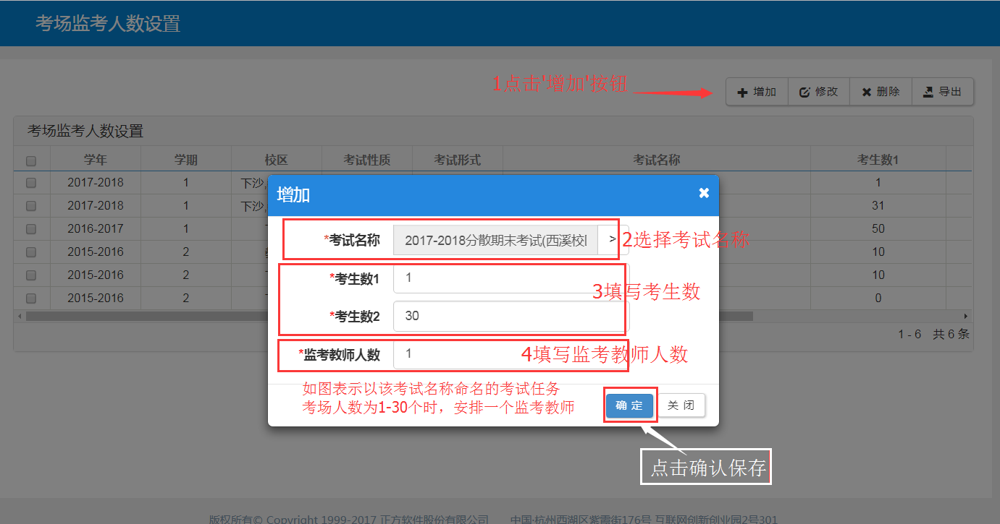 考场监考人数设置
1点击'增加'按钮
增加 修改 删除 导出
考场监考人数设置
学年 学期 校区 考试性质 考试形式 考试名称 考生数1
2017-2018 1 下沙, 1
2017-2018 1 下沙, 31
2016-2017 1 50
2015-2016 2 10
2015-2016 2 10
2015-2016 2 0
1 - 6 共 6 条
增加
*考试名称 2017-2018分散期末考试(西溪校 >
2选择考试名称
*考生数1 1
3填写考生数
*考生数2 30
*监考教师人数 1
4填写监考教师人数
如图表示以该考试名称命名的考试任务
考场人数为1-30个时，安排一个监考教师
确 定 关 闭
点击确认保存
版权所有© Copyright 1999-2017 正方软件股份有限公司 中国·杭州西湖区紫霞街176号 互联网创新创业园2号301